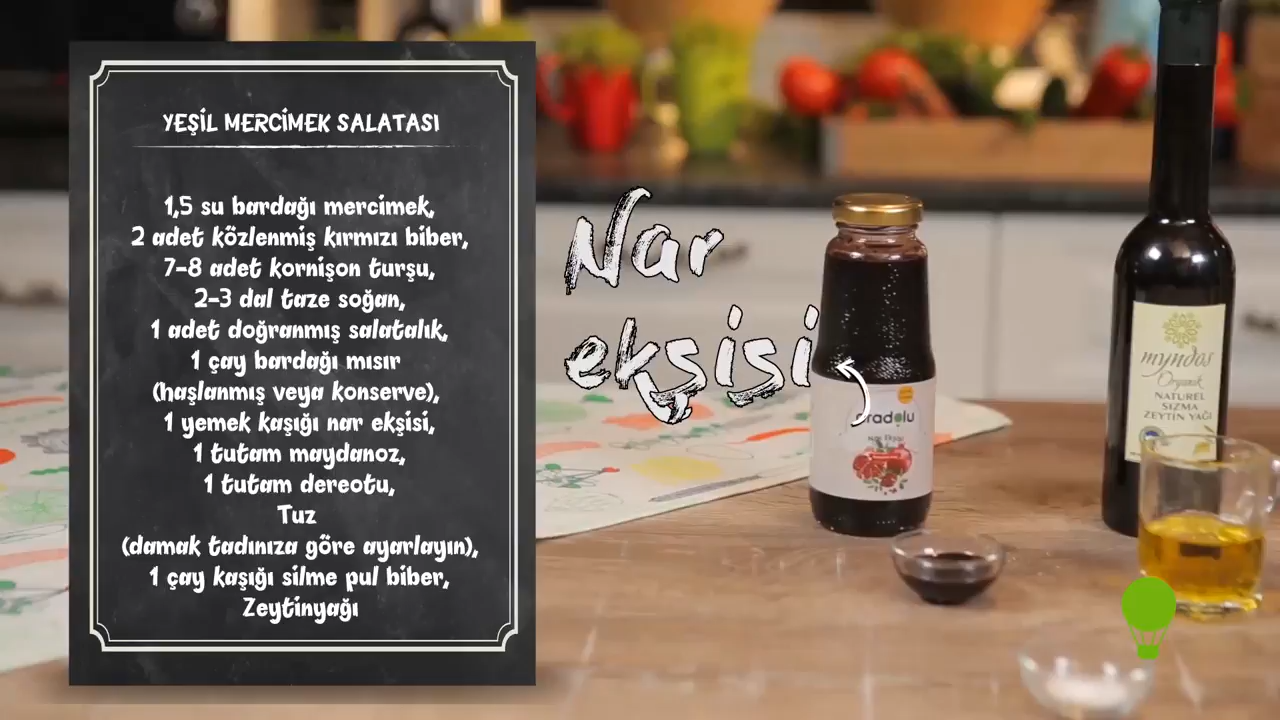 YEŞİL MERCİMEK SALATASI
1,5 su bardağı mercimek,
2 adet közlenmiş kırmızı biber,
7-8 adet kornişon turşu,
2-3 dal taze soğan,
1 adet doğranmış salatalık,
1 çay bardağı mısır
(haşlanmış veya konserve),
1 yemek kaşığı nar ekşisi,
1 tutam maydanoz,
1 tutam dereotu,
Tuz
(damak tadınıza göre ayarlayın),
1 çay kaşığı silme pul biber,
Zeytinyağı
Nar
ekşisi
oradolu
Nar Ekşisi
myndos
Organik
NATUREL
SIZMA
ZEYTİN YAĞI